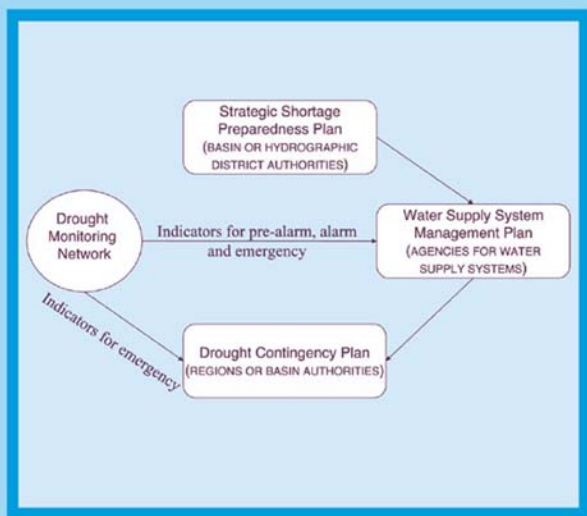 Strategic Shortage
Preparedness Plan
(BASIN OR HYDROGRAPHIC
DISTRICT AUTHORITIES)
Drought
Monitoring
Network
Indicators for pre-alarm, alarm
and emergency
Water Supply System
Management Plan
(AGENCIES FOR WATER
SUPPLY SYSTEMS)
Indicators for emergency
Drought Contingency Plan
(REGIONS OR BASIN AUTHORITIES)